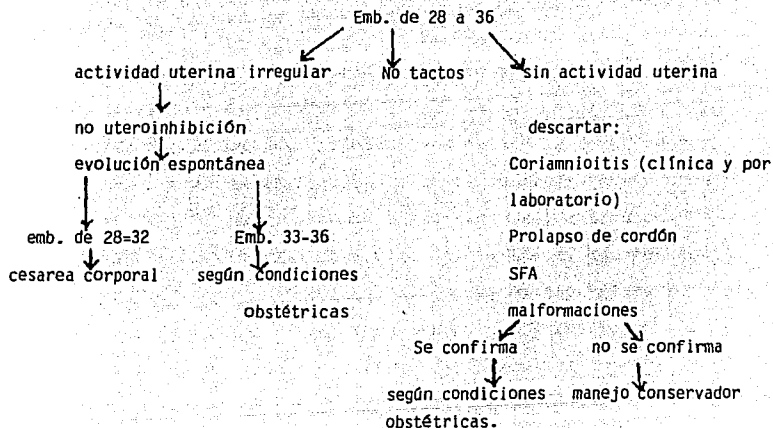 Emb. de 28 a 36
actividad uterina irregular
No tactos
sin actividad uterina
no uteroinhibición
evolución espontánea
emb. de 28=32
Emb. 33-36
cesarea corporal
según condiciones
obstétricas
descartar:
Coriamnioitis (clínica y por
laboratorio)
Prolapso de cordón
SFA
malformaciones
Se confirma
no se confirma
según condiciones
obstétricas.
manejo conservador